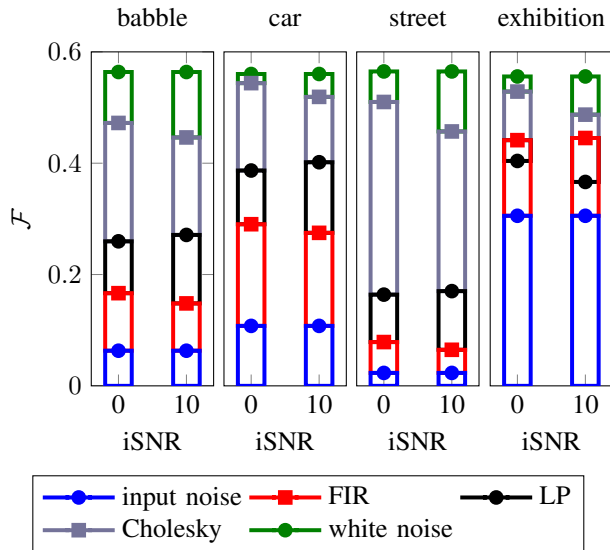 babble car street exhibition
0.6
0.4
0.2
0
ℱ
0 10 0 10 0 10 0 10
iSNR iSNR iSNR iSNR
input noise FIR LP
Cholesky white noise